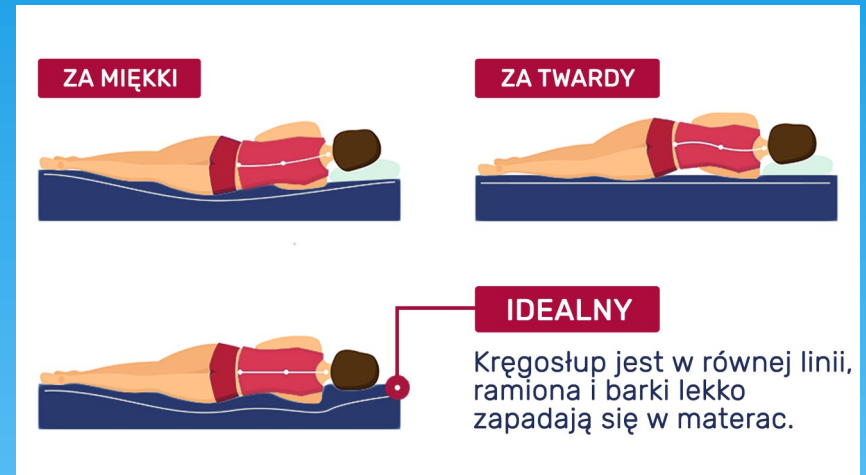 ZA MIĘKKI
ZA TWARDY
IDEALNY
Kręgosłup jest w równej linii,
ramiona i barki lekko
zapadają się w materac.